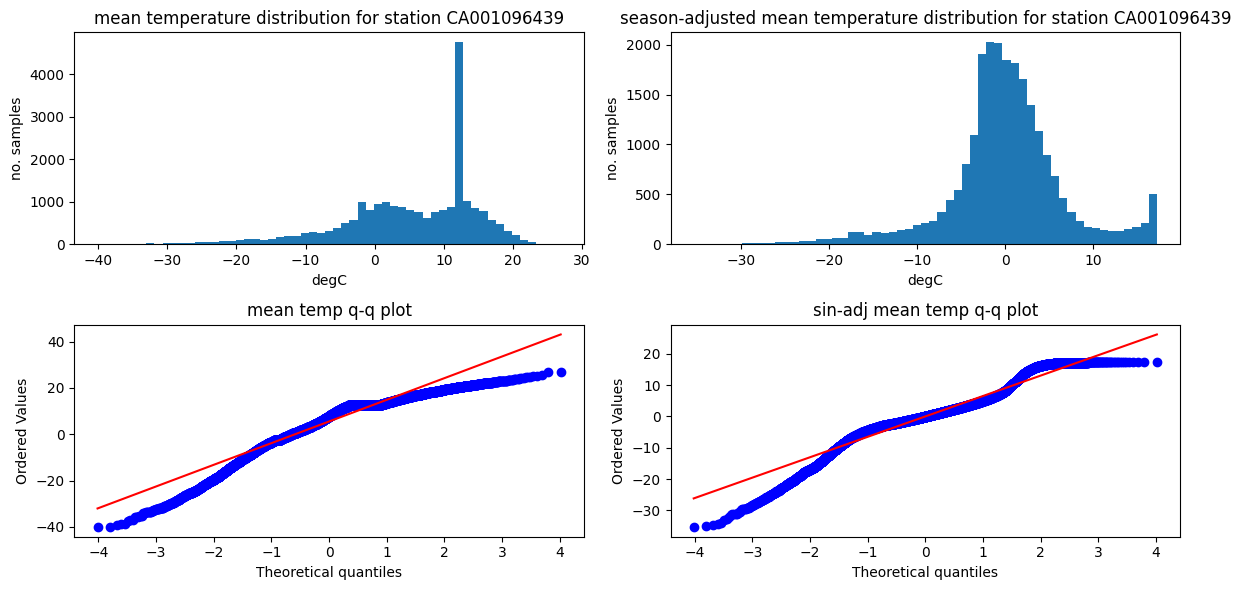 mean temperature distribution for station CA001096439
no. samples
4000
3000
2000
1000
0
−40 −30 −20 −10 0 10 20 30
degC
season-adjusted mean temperature distribution for station CA001096439
no. samples
2000
1500
1000
500
0
−30 −20 −10 0 10
degC
mean temp q-q plot
Ordered Values
40
20
0
−20
−40
−4 −3 −2 −1 0 1 2 3 4
Theoretical quantiles
sin-adj mean temp q-q plot
Ordered Values
20
10
0
−10
−20
−30
−4 −3 −2 −1 0 1 2 3 4
Theoretical quantiles